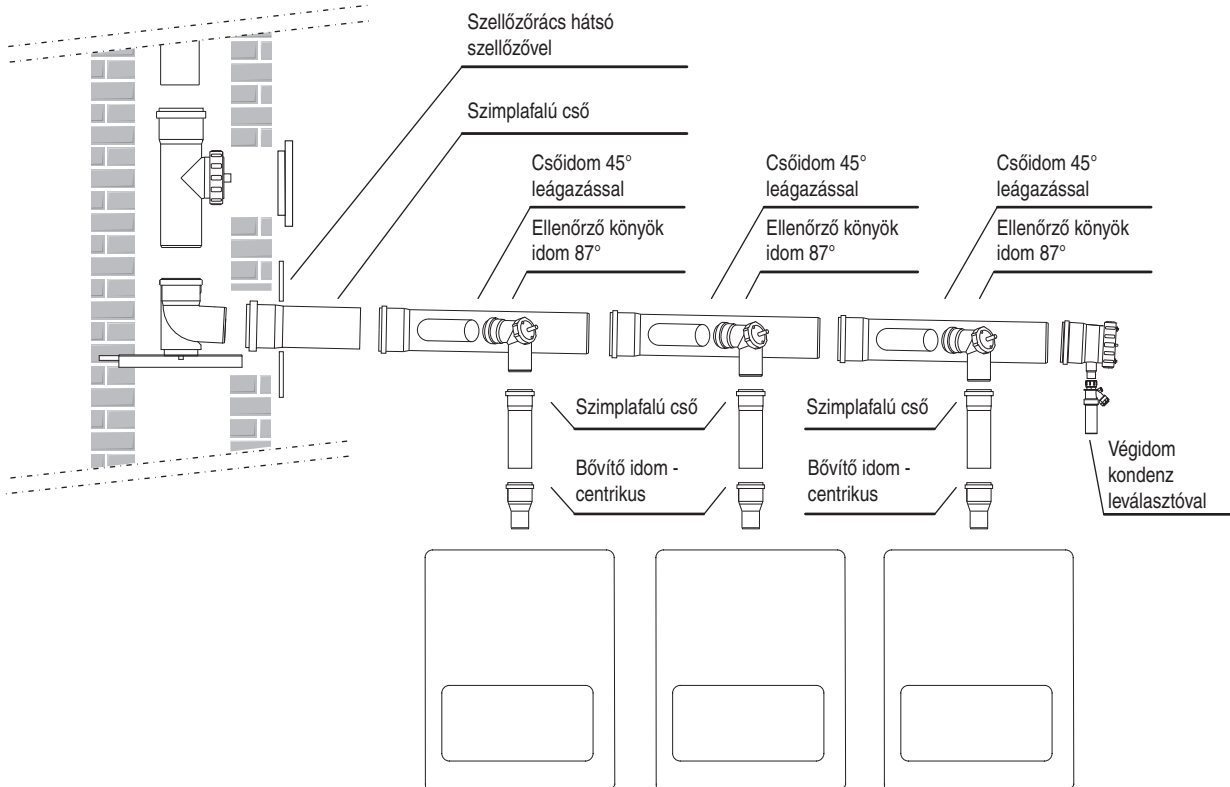 Szellőzőrács hátsó
szellőzővel
Szimplafalú cső
Csőidom 45°
leágazással
Ellenőrző könyök
idom 87°
Csőidom 45°
leágazással
Ellenőrző könyök
idom 87°
Csőidom 45°
leágazással
Ellenőrző könyök
idom 87°
Szimplafalú cső
Szimplafalú cső
Bővítő idom -
centrikus
Bővítő idom -
centrikus
Végidom
kondenz
leválasztóval